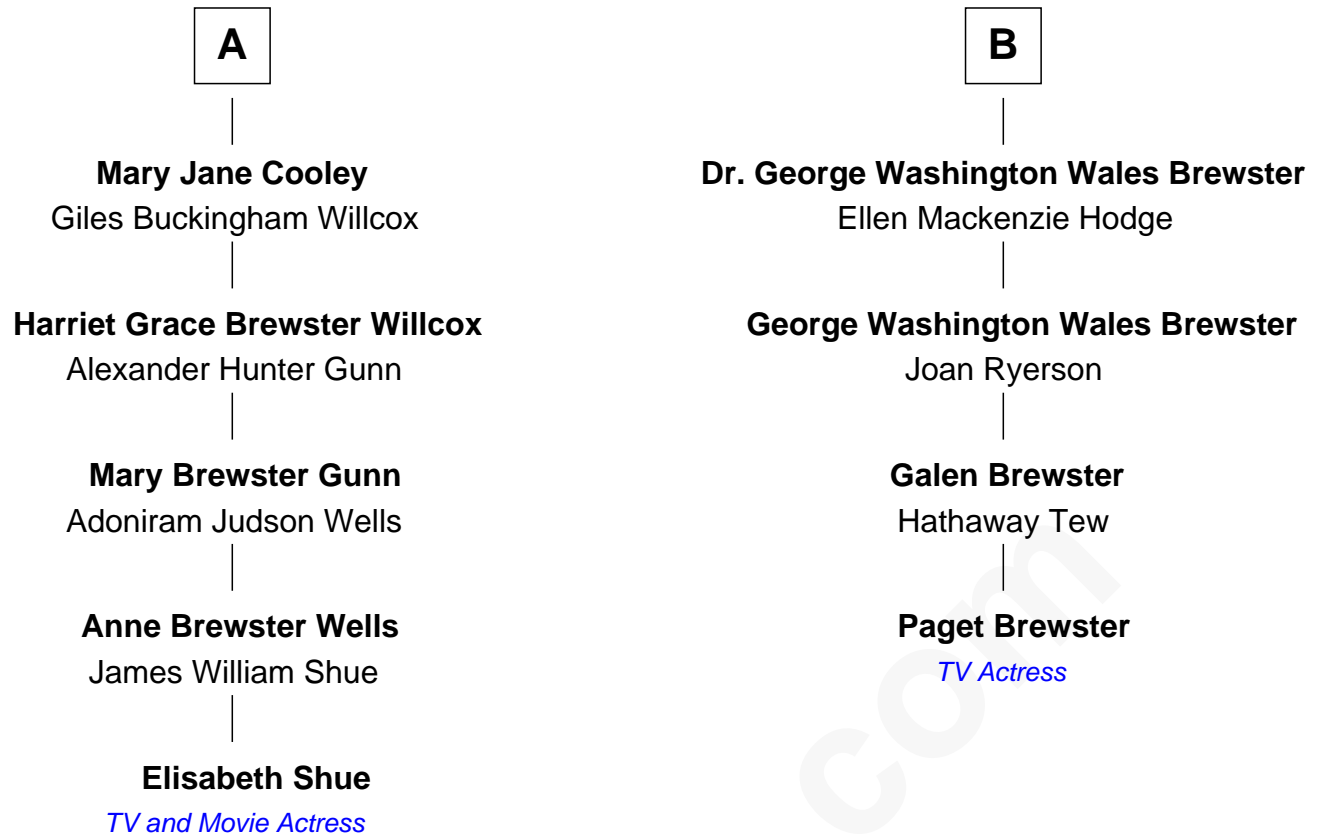 A
Mary Jane Cooley
Giles Buckingham Willcox
Harriet Grace Brewster Willcox
Alexander Hunter Gunn
Mary Brewster Gunn
Adoniram Judson Wells
Anne Brewster Wells
James William Shue
Elisabeth Shue
TV and Movie Actress
B
Dr. George Washington Wales Brewster
Ellen Mackenzie Hodge
George Washington Wales Brewster
Joan Ryerson
Galen Brewster
Hathaway Tew
Paget Brewster
TV Actress
com